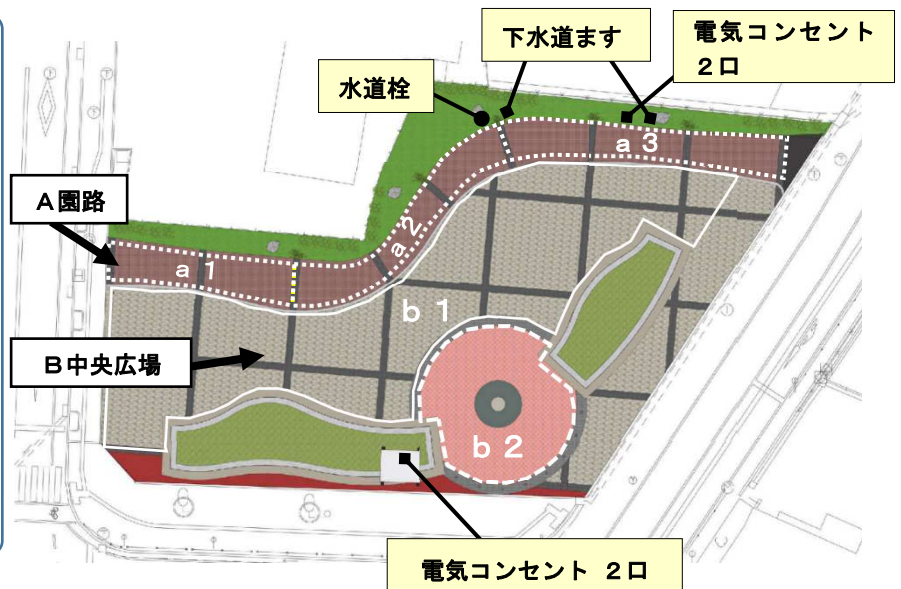 下水道ます
電気コンセント
２口
水道栓
a３
A園路
a２
a１
b１
B中央広場
b２
電気コンセント ２口